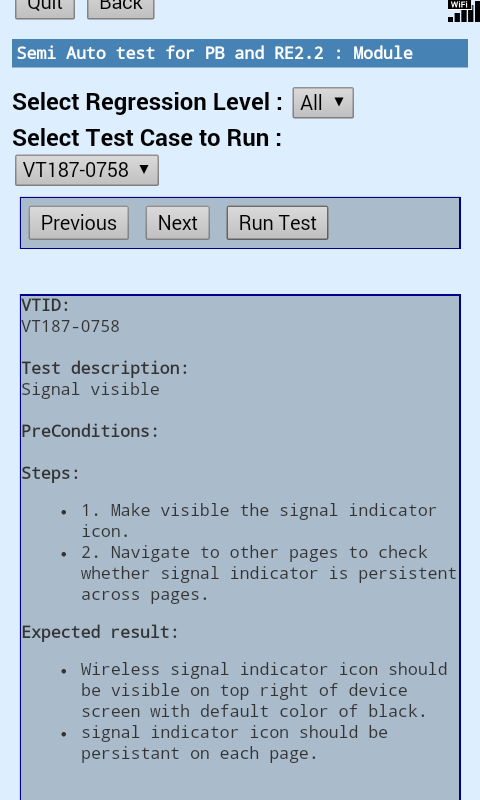 Quit Back WiFi
Semi Auto test for PB and RE2.2 : Module
Select Regression Level : All
Select Test Case to Run :
VT187-0758
Previous Next Run Test
VTID:
VT187-0758
Test description:
Signal visible
PreConditions:
Steps:
• 1. Make visible the signal indicator
icon.
• 2. Navigate to other pages to check
whether signal indicator is persistent
across pages.
Expected result:
• Wireless signal indicator icon should
be visible on top right of device
screen with default color of black.
• signal indicator icon should be
persistant on each page.